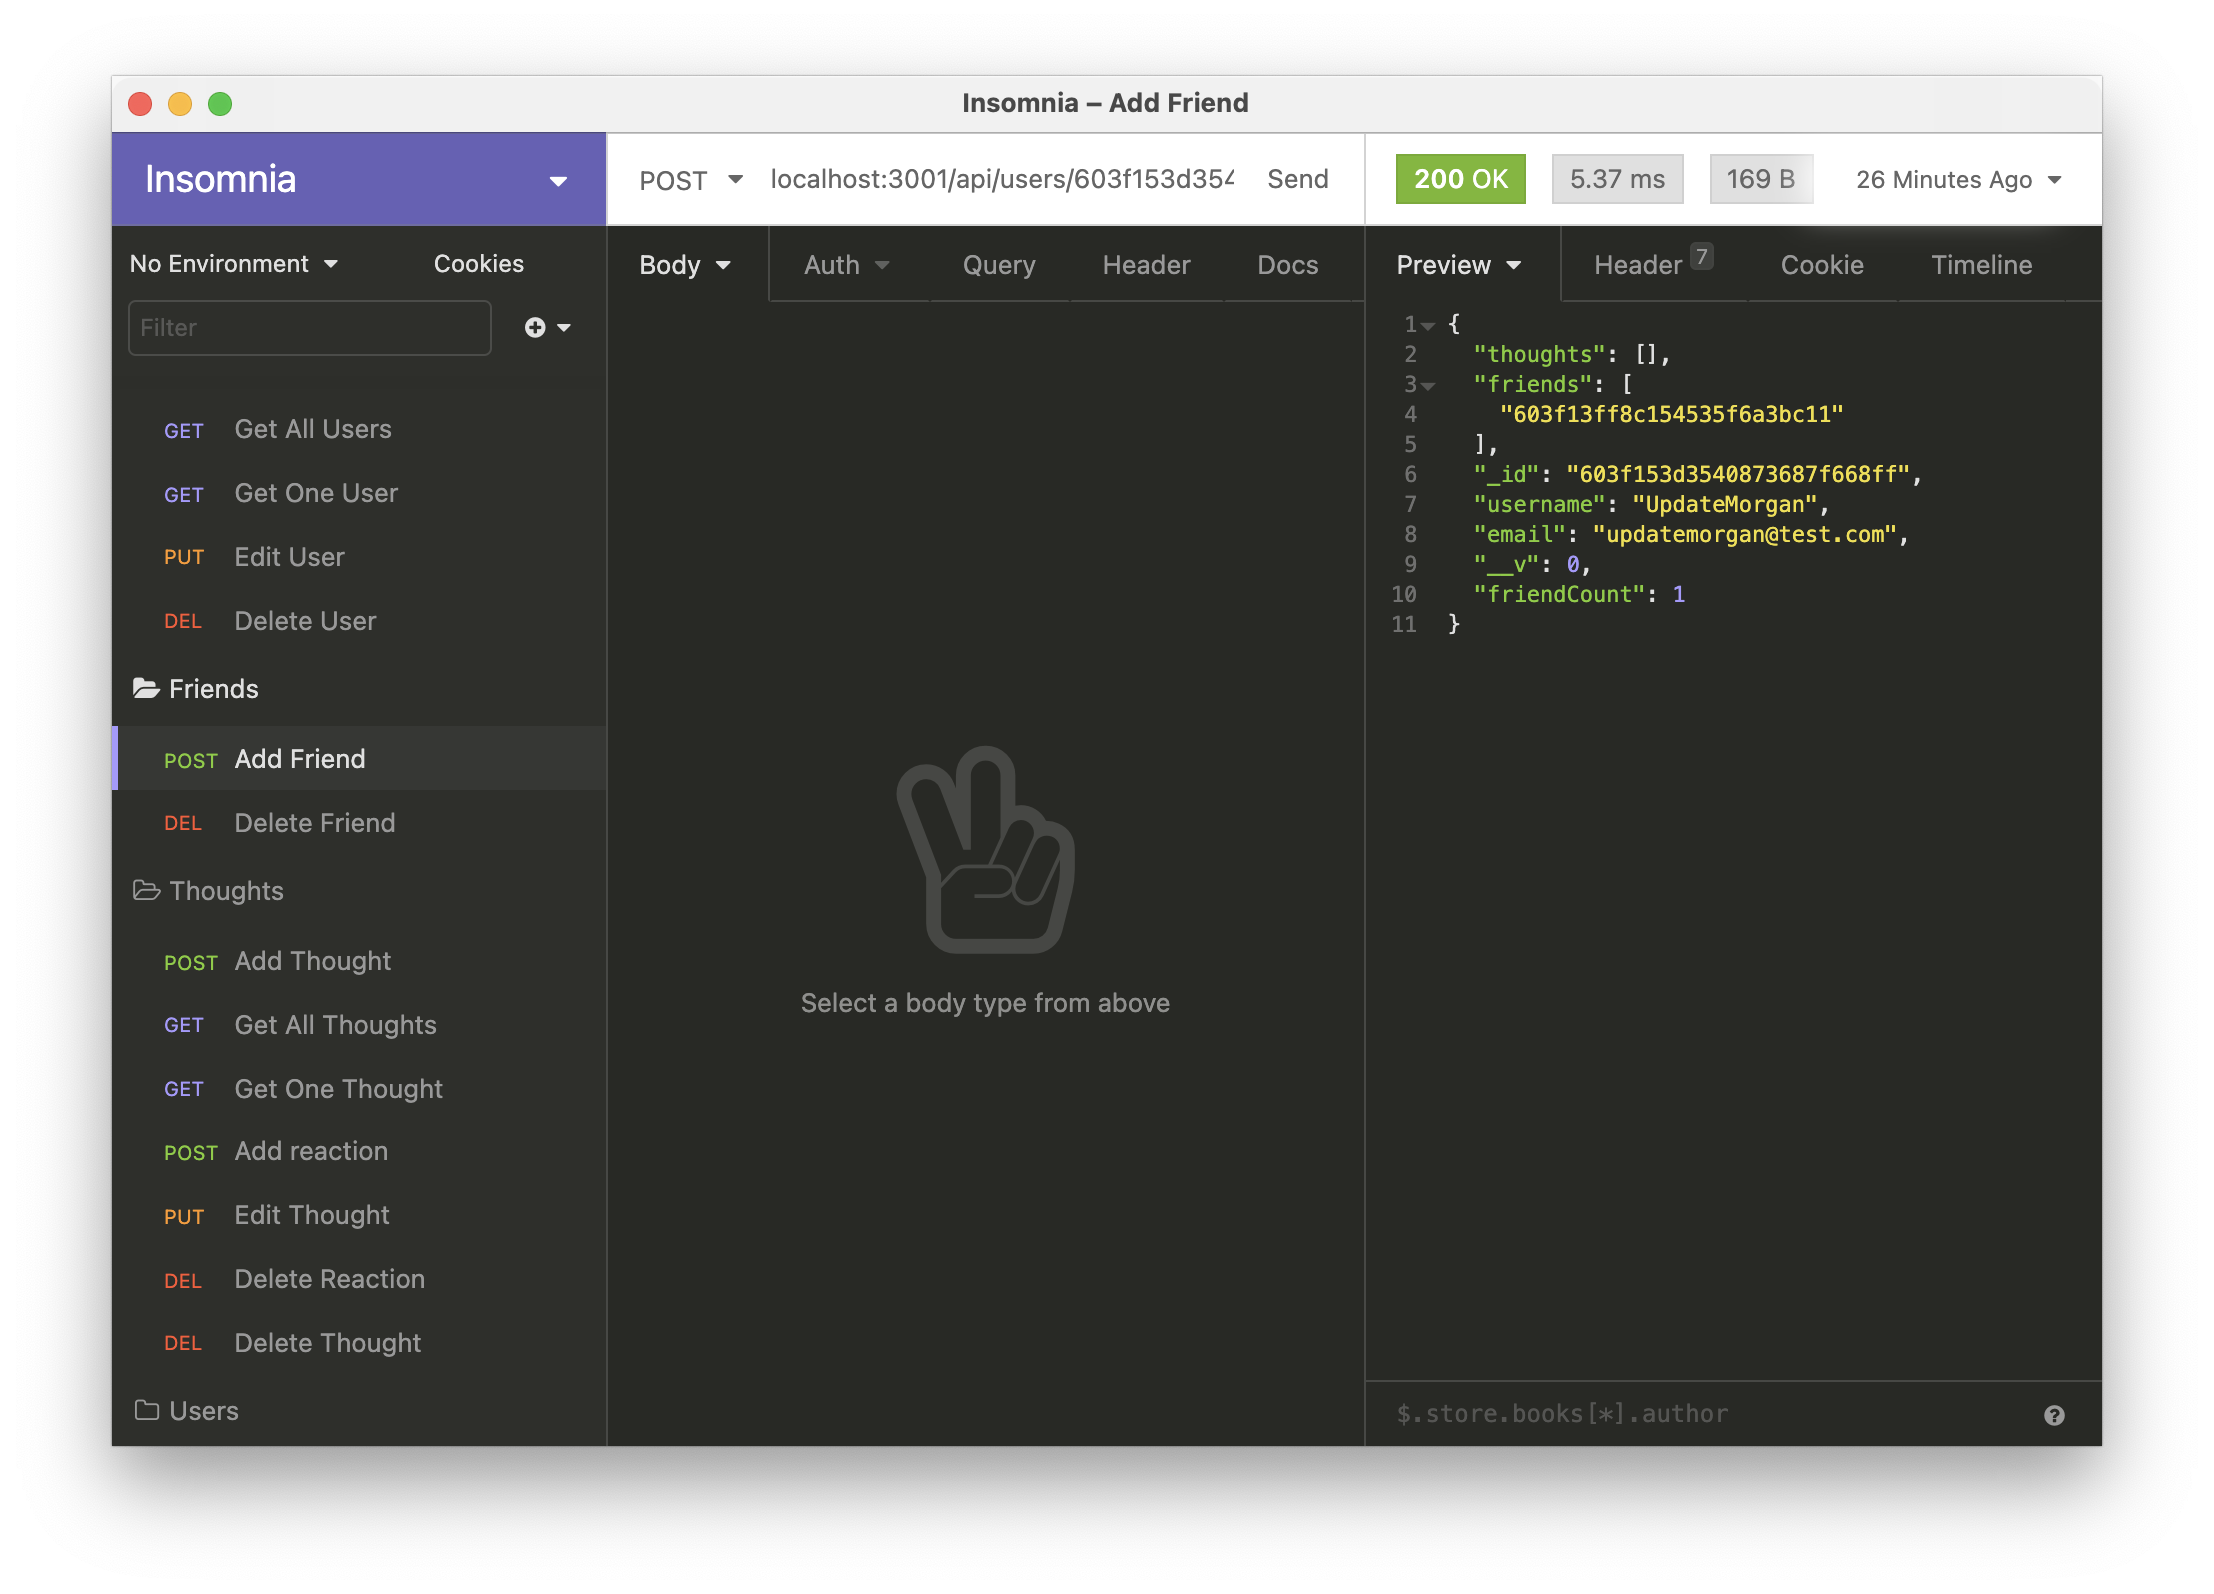 Insomnia – Add Friend
Insomnia
POST localhost:3001/api/users/603f153d354 Send
200 OK 5.37 ms 169 B 26 Minutes Ago
No Environment Cookies
Body Auth Query Header Docs
Preview Header 7 Cookie Timeline
Filter
GET Get All Users
GET Get One User
PUT Edit User
DEL Delete User
Friends
POST Add Friend
DEL Delete Friend
Thoughts
POST Add Thought
GET Get All Thoughts
GET Get One Thought
POST Add reaction
PUT Edit Thought
DEL Delete Reaction
DEL Delete Thought
Users
Select a body type from above
1 {
2 "thoughts": [],
3 "friends": [
4 "603f13ff8c154535f6a3bc11"
5 ],
6 "_id": "603f153d3540873687f668ff",
7 "username": "UpdateMorgan",
8 "email": "updatemorgan@test.com",
9 "__v": 0,
10 "friendCount": 1
11 }
$.store.books[*].author